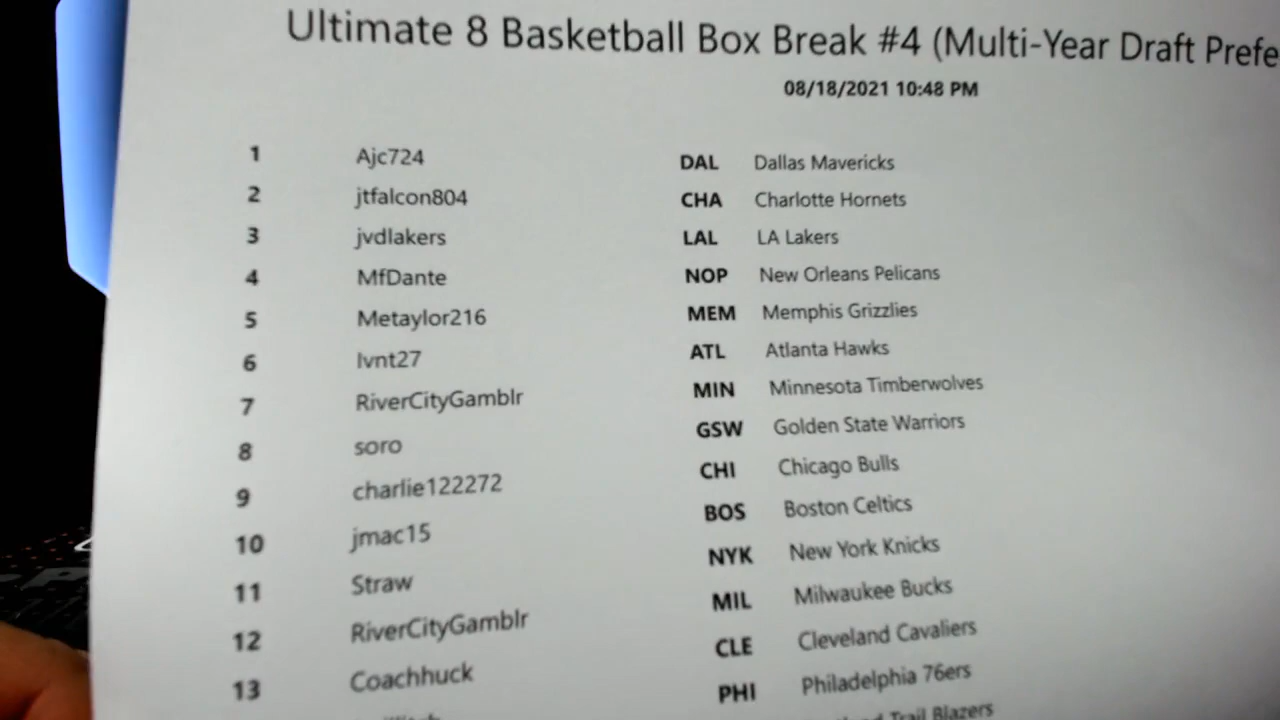 Ultimate 8 Basketball Box Break #4 (Multi-Year Draft Prefe
08/18/2021 10:48 PM
1 Ajc724 DAL Dallas Mavericks
2 jtfalcon804 CHA Charlotte Hornets
3 jvdlakers LAL LA Lakers
4 MfDante NOP New Orleans Pelicans
5 Metaylor216 MEM Memphis Grizzlies
6 lvnt27 ATL Atlanta Hawks
7 RiverCityGamblr MIN Minnesota Timberwolves
8 soro GSW Golden State Warriors
9 charlie122272 CHI Chicago Bulls
10 jmac15 BOS Boston Celtics
11 Straw NYK New York Knicks
12 RiverCityGamblr MIL Milwaukee Bucks
13 Coachhuck CLE Cleveland Cavaliers
PHI Philadelphia 76ers
Trail Blazers